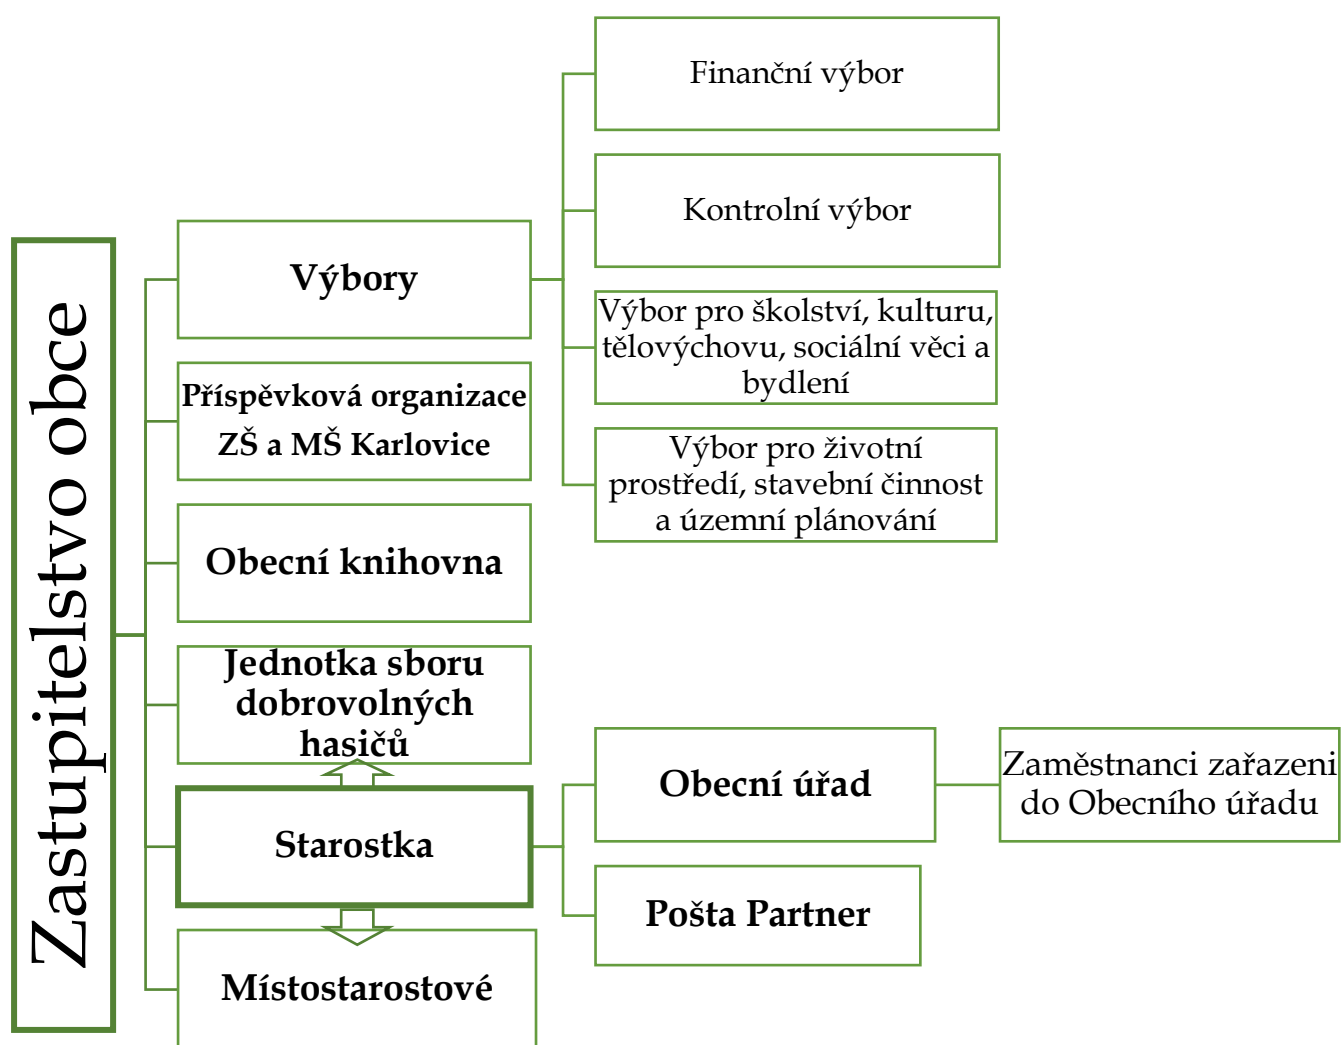 Zastupitelstvo obce
Výbory
Finanční výbor
Kontrolní výbor
Výbor pro školství, kulturu,
tělovýchovu, sociální věci a
bydlení
Výbor pro životní
prostředí, stavební činnost
a územní plánování
Příspěvková organizace
ZŠ a MŠ Karlovice
Obecní knihovna
Jednotka sboru
dobrovolných
hasičů
Starostka
Obecní úřad
Zaměstnanci zařazeni
do Obecního úřadu
Pošta Partner
Místostarostové